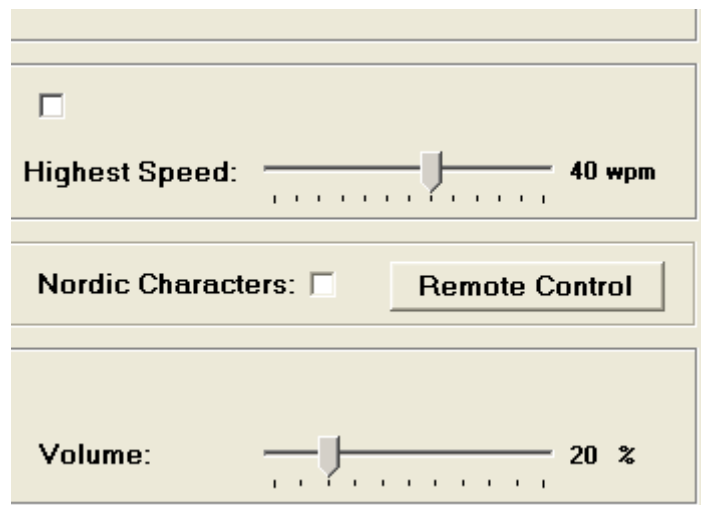 Highest Speed: 40 wpm
Nordic Characters: Remote Control
Volume: 20 %